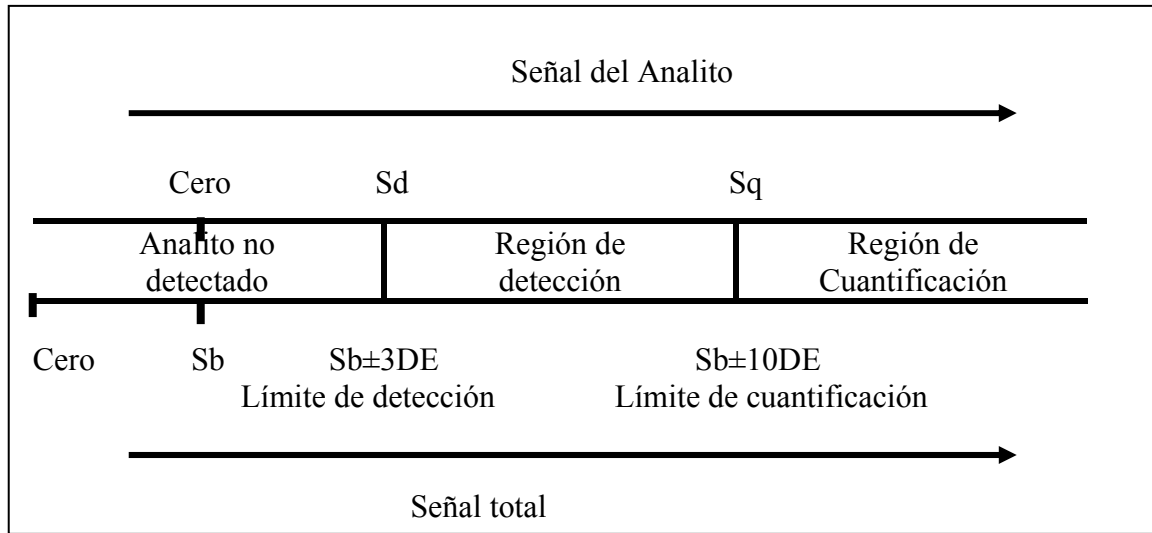 Señal del Analito
Cero Sd Sq
Analito no Región de Región de
detectado detección Cuantificación
Cero Sb Sb±3DE Sb±10DE
Límite de detección Límite de cuantificación
Señal total